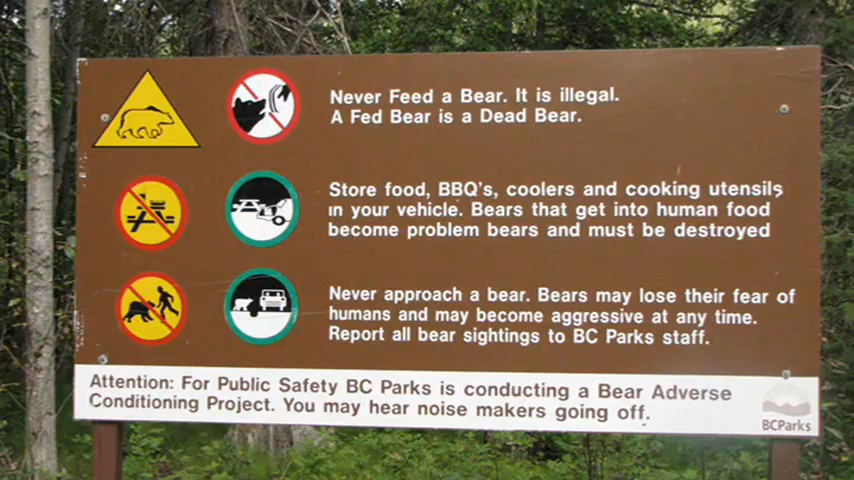 Never Feed a Bear. It is illegal.
A Fed Bear is a Dead Bear.
Store food, BBQ's, coolers and cooking utensils
in your vehicle. Bears that get into human food
become problem bears and must be destroyed
Never approach a bear. Bears may lose their fear of
humans and may become aggressive at any time.
Report all bear sightings to BC Parks staff.
Attention: For Public Safety BC Parks is conducting a Bear Adverse
Conditioning Project. You may hear noise makers going off.
BCParks